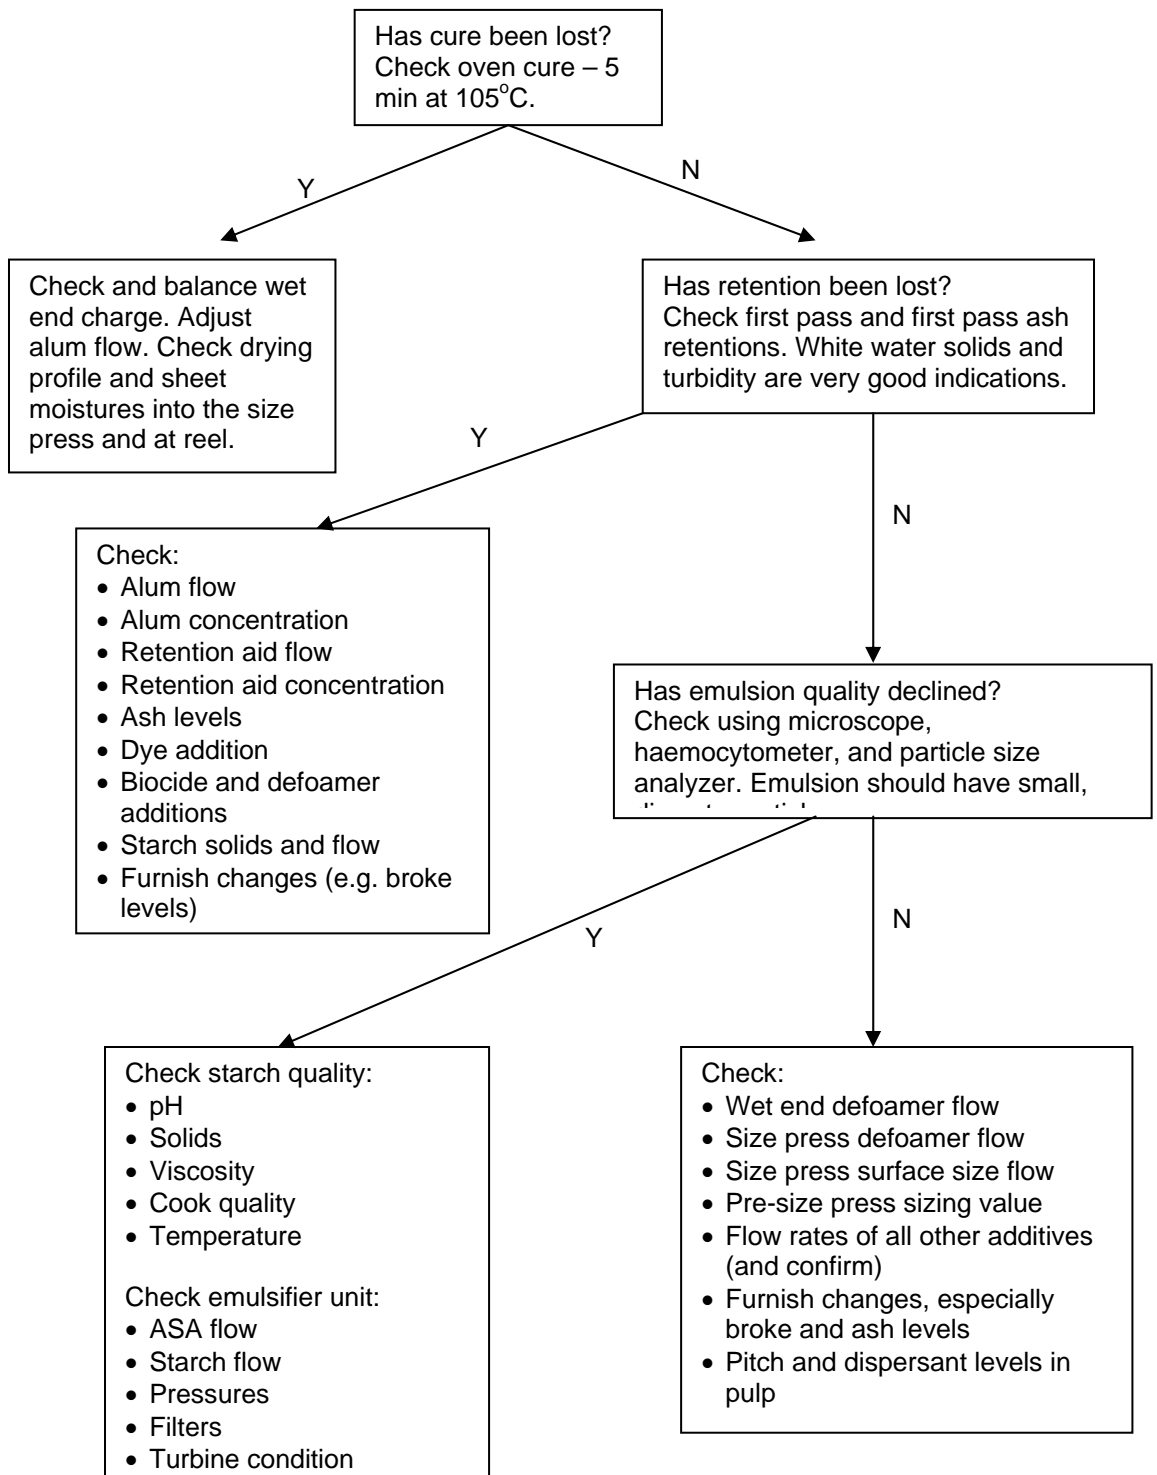 Has cure been lost?
Check oven cure – 5
min at 105°C.
Y
N
Check and balance wet
end charge. Adjust
alum flow. Check drying
profile and sheet
moistures into the size
press and at reel.
Has retention been lost?
Check first pass and first pass ash
retentions. White water solids and
turbidity are very good indications.
Y
N
Check:
• Alum flow
• Alum concentration
• Retention aid flow
• Retention aid concentration
• Ash levels
• Dye addition
• Biocide and defoamer
additions
• Starch solids and flow
• Furnish changes (e.g. broke
levels)
Has emulsion quality declined?
Check using microscope,
haemocytometer, and particle size
analyzer. Emulsion should have small,
Y
N
Check starch quality:
• pH
• Solids
• Viscosity
• Cook quality
• Temperature
Check emulsifier unit:
• ASA flow
• Starch flow
• Pressures
• Filters
• Turbine condition
Check:
• Wet end defoamer flow
• Size press defoamer flow
• Size press surface size flow
• Pre-size press sizing value
• Flow rates of all other additives
(and confirm)
• Furnish changes, especially
broke and ash levels
• Pitch and dispersant levels in
pulp